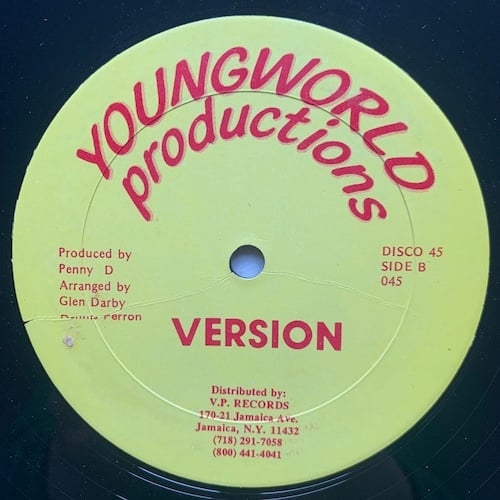 YOUNGWORLD
productions
Produced by
Penny D
Arranged by
Glen Darby
Perron
DISCO 45
SIDE B
045
VERSION
Distributed by:
V.P. RECORDS
170-21 Jamaica Ave.
Jamaica, N.Y. 11432
(718) 291-7058
(800) 441-4041